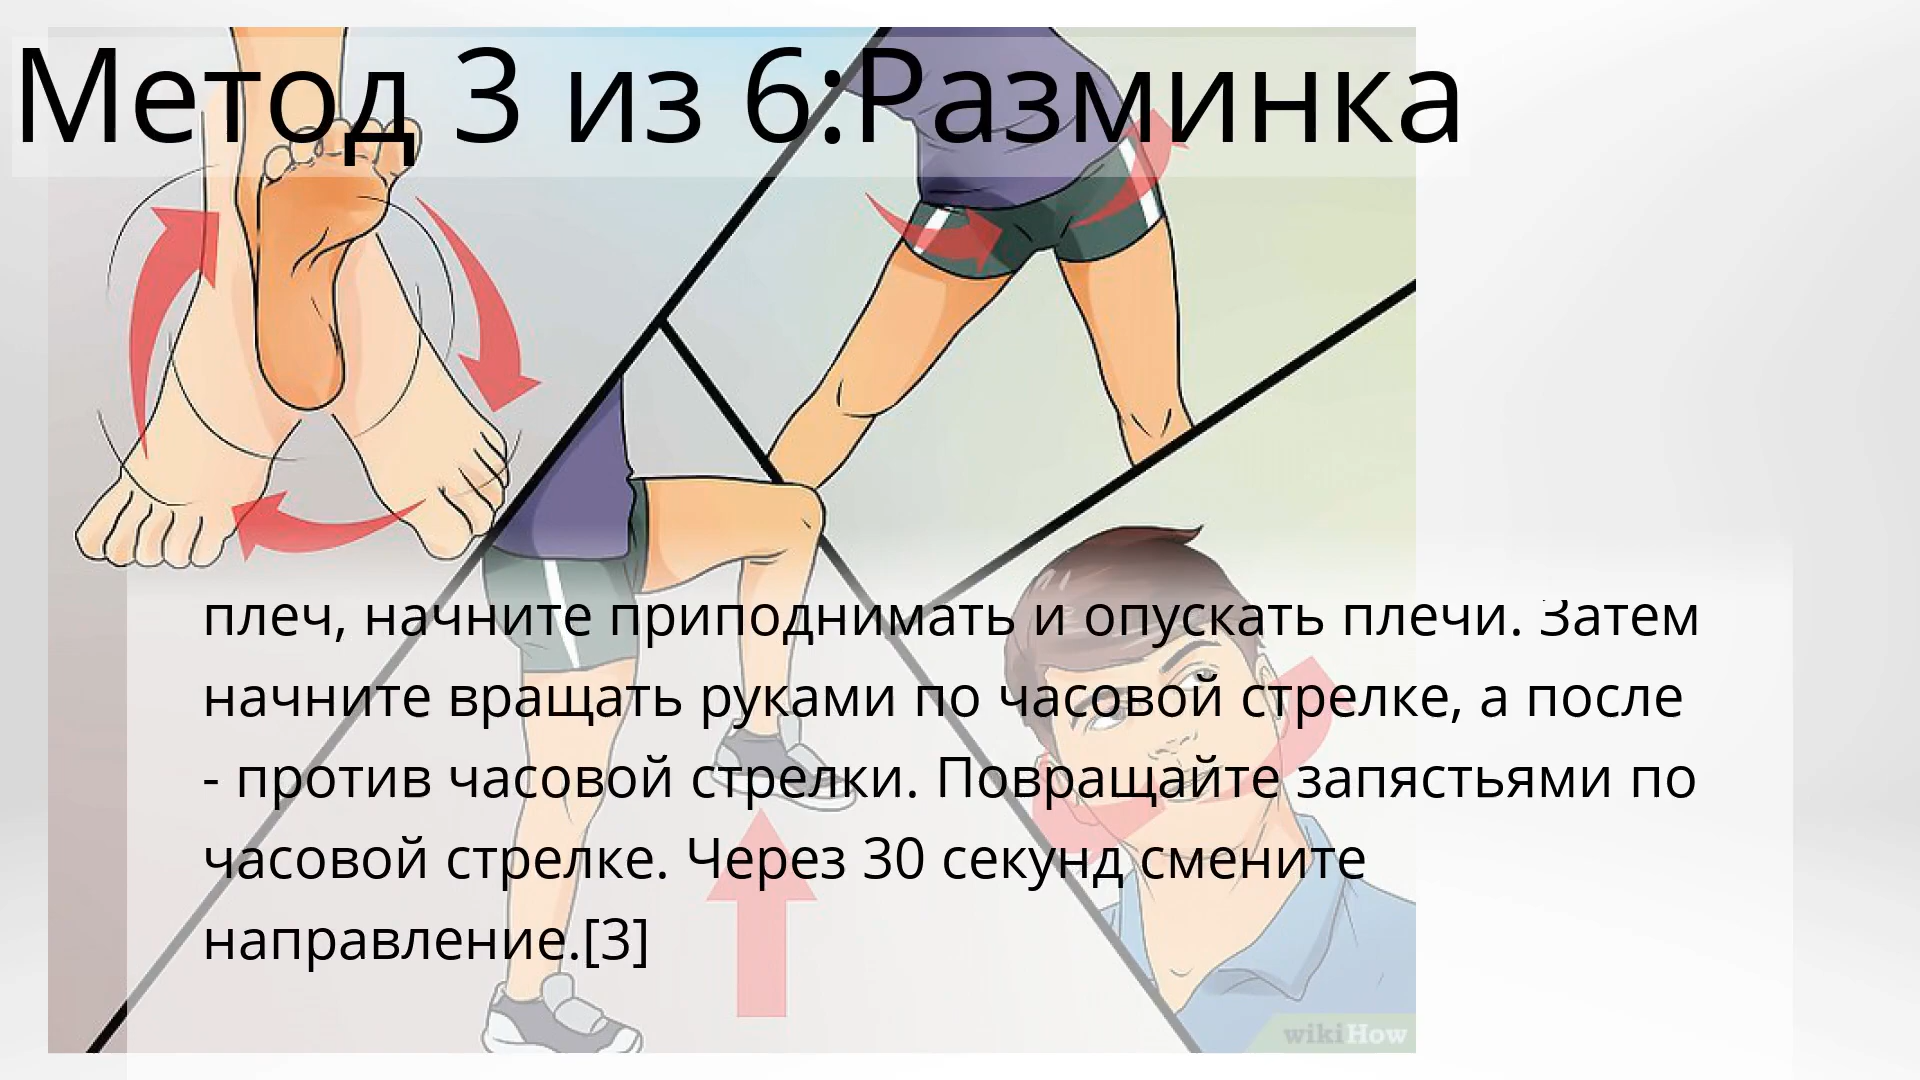 Метод 3 из 6:Разминка
плеч, начните приподнимать и опускать плечи. Затем
начните вращать руками по часовой стрелке, а после
- против часовой стрелки. Повращайте запястьями по
часовой стрелке. Через 30 секунд смените
направление.[3]
wikiHow